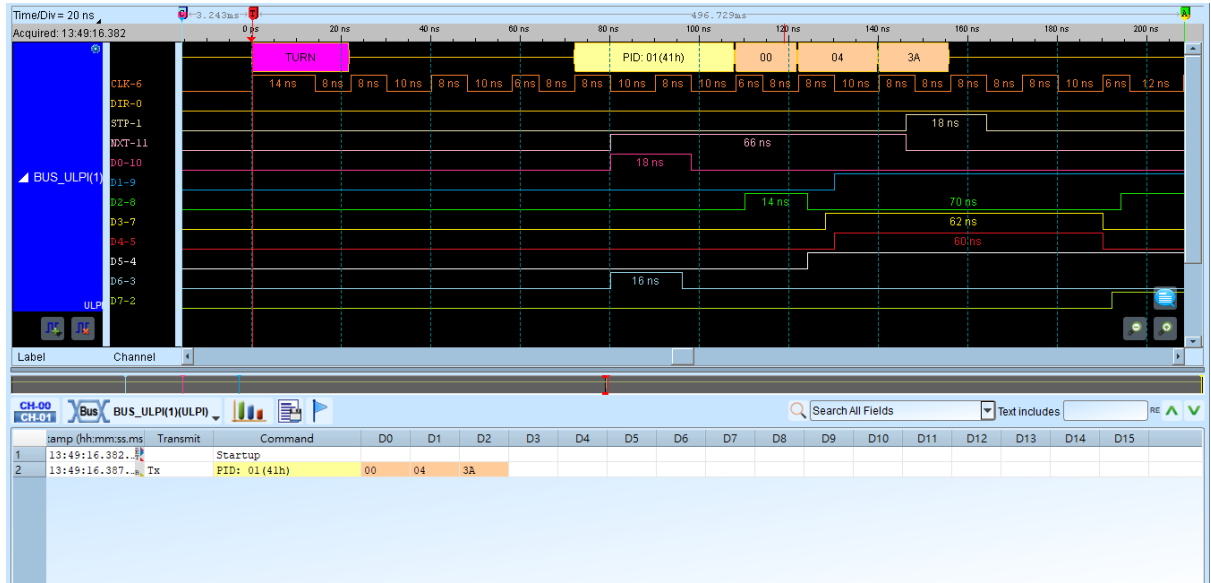 Time/Div = 20 ns
-3.243ms
T
496.729ms
A
Acquired: 13:49:16.382
0 ps
20 ns
40 ns
60 ns
80 ns
100 ns
120 ns
140 ns
160 ns
180 ns
200 ns
TURN
PID: 01(41h)
00
04
3A
CLK-6
14 ns 8 ns 8 ns 10 ns 8 ns 10 ns 6 ns 8 ns 8 ns 10 ns 8 ns 10 ns 6 ns 8 ns 8 ns 10 ns 8 ns 8 ns 8 ns 8 ns 10 ns 6 ns 12 ns
DIR-0
STP-1
18 ns
NXT-11
66 ns
D0-10
18 ns
BUS_ULPI(1)
D1-9
D2-8
14 ns
70 ns
D3-7
62 ns
D4-5
60 ns
D5-4
D6-3
16 ns
ULPI
D7-2
Label
Channel
CH-00
CH-01
Bus
BUS_ULPI(1)(ULPI)
Search All Fields
Text includes
RE
tamp (hh:mm:ss.ms Transmit Command D0 D1 D2 D3 D4 D5 D6 D7 D8 D9 D10 D11 D12 D13 D14 D15
1 13:49:16.382... Startup
2 13:49:16.387... Tx PID: 01(41h) 00 04 3A